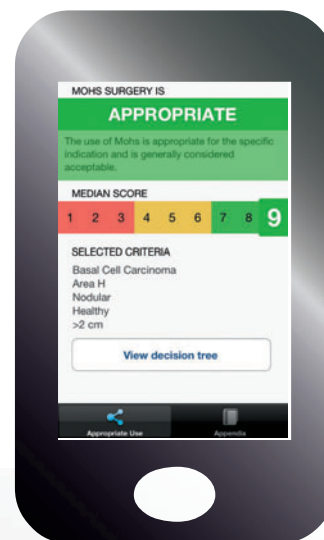 MOHS SURGERY IS
APPROPRIATE
The use of Mohs is appropriate for the specific
indication and is generally considered
acceptable.
MEDIAN SCORE
1 2 3 4 5 6 7 8 9
SELECTED CRITERIA
Basal Cell Carcinoma
Area H
Nodular
Healthy
>2 cm
View decision tree
Appropriate Use Appendix